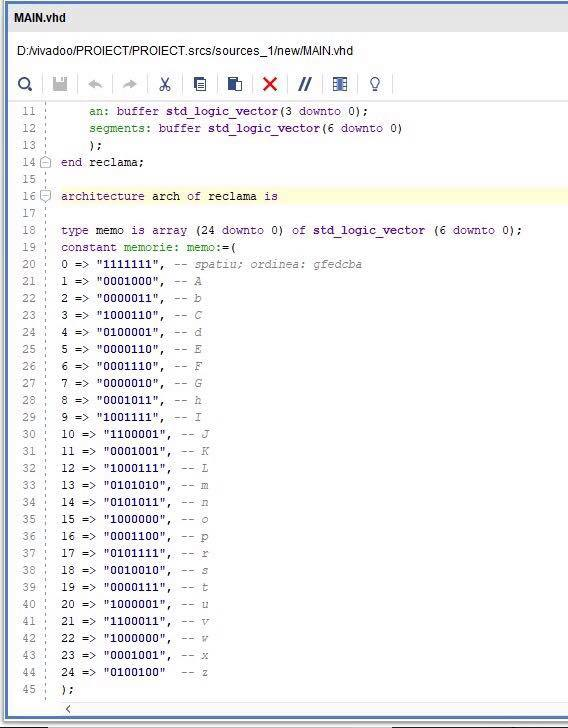 MAIN.vhd
D:/vivadoo/PROIECT/PROIECT.srcs/sources_1/new/MAIN.vhd
11 an: buffer std_logic_vector(3 downto 0);
12 segments: buffer std_logic_vector(6 downto 0)
13 );
14 end reclama;
15
16 architecture arch of reclama is
17
18 type memo is array (24 downto 0) of std_logic_vector (6 downto 0);
19 constant memorie: memo:=(
20 0 => "1111111", -- spatiu; ordinea: gfedcba
21 1 => "0001000", -- A
22 2 => "0000011", -- b
23 3 => "1000110", -- C
24 4 => "0100001", -- d
25 5 => "0000110", -- E
26 6 => "0001110", -- F
27 7 => "0000010", -- G
28 8 => "0001011", -- h
29 9 => "1001111", -- I
30 10 => "1100001", -- J
31 11 => "0001001", -- K
32 12 => "1000111", -- L
33 13 => "0101010", -- m
34 14 => "0101011", -- n
35 15 => "1000000", -- o
36 16 => "0001100", -- p
37 17 => "0101111", -- r
38 18 => "0010010", -- s
39 19 => "0000111", -- t
40 20 => "1000001", -- u
41 21 => "1100011", -- v
42 22 => "1000000", -- w
43 23 => "0001001", -- x
44 24 => "0100100" -- z
45 );